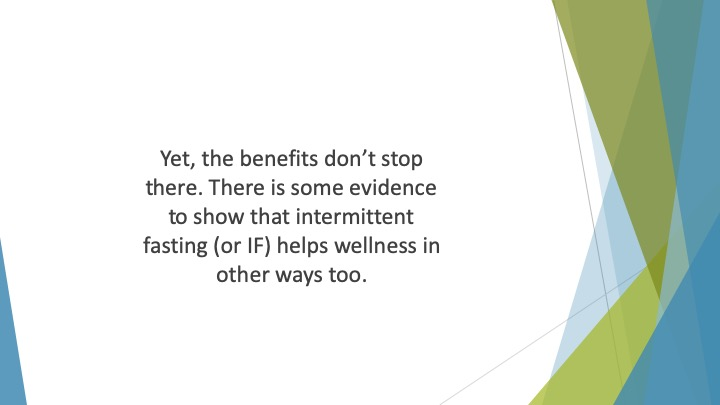 Yet, the benefits don’t stop
there. There is some evidence
to show that intermittent
fasting (or IF) helps wellness in
other ways too.